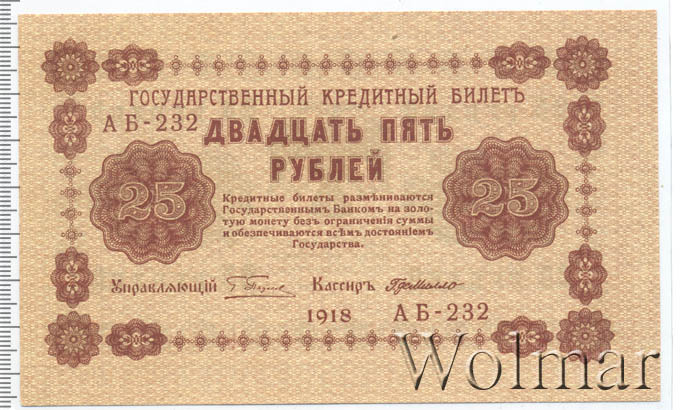 ГОСУДАРСТВЕННЫЙ КРЕДИТНЫЙ БИЛЕТЪ
АБ-232
ДВАДЦАТЬ ПЯТЬ
РУБЛЕЙ
25
25
Кредитные билеты размѣниваются
Государственнымъ Банкомъ на золо-
тую монету безъ ограниченія суммы
и обезпечиваются всѣмъ достояніемъ
Государства.
Управляющій
Кассиръ
1918
АБ-232
Wolmar